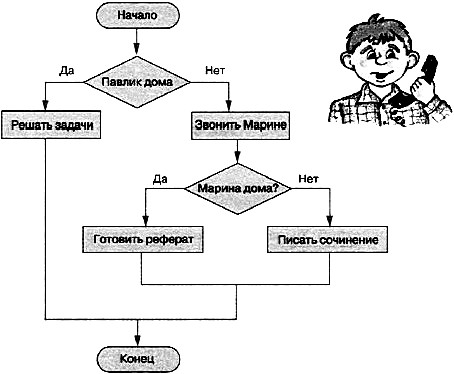 Начало
Да
Павлик дома
Нет
Решать задачи
Звонить Марине
Да
Марина дома?
Нет
Готовить реферат
Писать сочинение
Конец